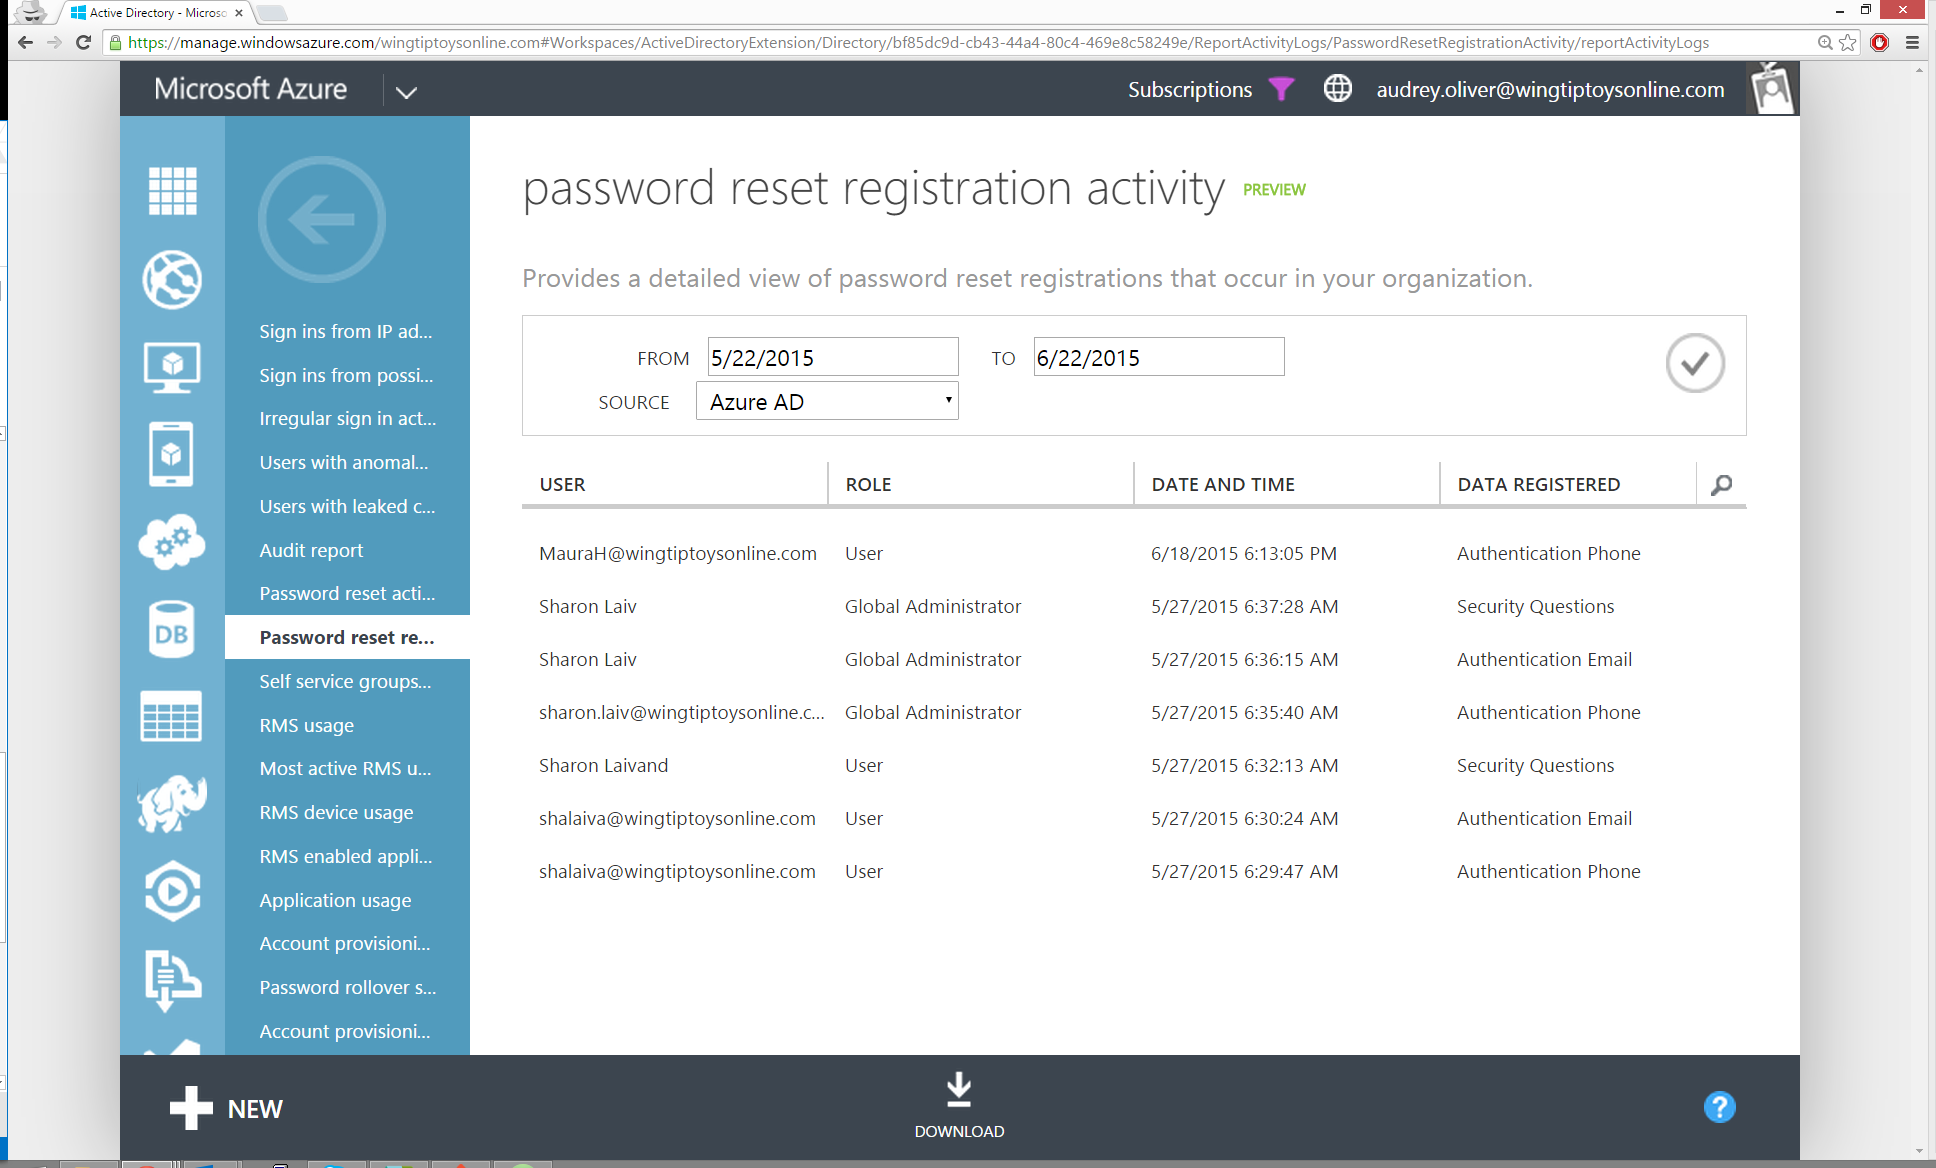 Active Directory - Microso
https://manage.windowsazure.com/wingtiptoysonline.com#Workspaces/ActiveDirectoryExtension/Directory/bf85dc9d-cb43-44a4-80c4-469e8c58249e/ReportActivityLogs/PasswordResetRegistrationActivity/reportActivityLogs
Microsoft Azure
Subscriptions
audrey.oliver@wingtiptoysonline.com
Sign ins from IP ad...
Sign ins from possi...
Irregular sign in act...
Users with anomal...
Users with leaked c...
Audit report
Password reset acti...
Password reset re...
Self service groups...
RMS usage
Most active RMS u...
RMS device usage
RMS enabled appli...
Application usage
Account provisioni...
Password rollover s...
Account provisioni...
DB
password reset registration activity PREVIEW
Provides a detailed view of password reset registrations that occur in your organization.
FROM 5/22/2015 TO 6/22/2015
SOURCE Azure AD
USER ROLE DATE AND TIME DATA REGISTERED
MauraH@wingtiptoysonline.com User 6/18/2015 6:13:05 PM Authentication Phone
Sharon Laiv Global Administrator 5/27/2015 6:37:28 AM Security Questions
Sharon Laiv Global Administrator 5/27/2015 6:36:15 AM Authentication Email
sharon.laiv@wingtiptoysonline.c... Global Administrator 5/27/2015 6:35:40 AM Authentication Phone
Sharon Laivand User 5/27/2015 6:32:13 AM Security Questions
shalaiva@wingtiptoysonline.com User 5/27/2015 6:30:24 AM Authentication Email
shalaiva@wingtiptoysonline.com User 5/27/2015 6:29:47 AM Authentication Phone
NEW
DOWNLOAD
?